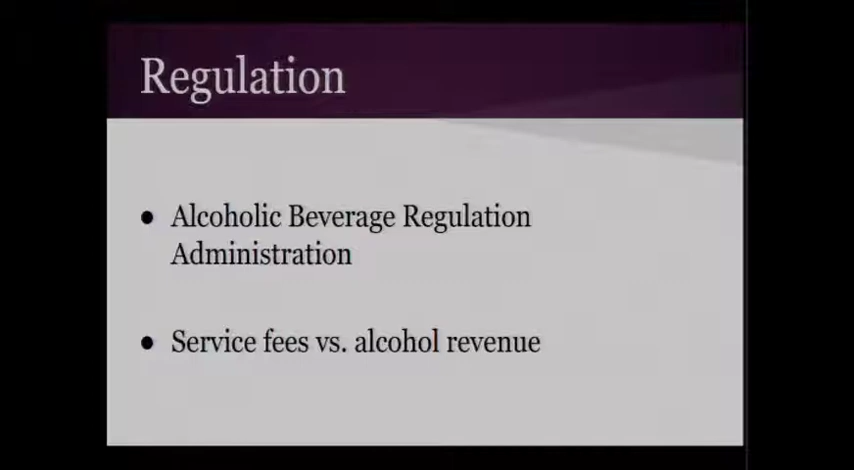 Regulation
● Alcoholic Beverage Regulation
Administration
● Service fees vs. alcohol revenue